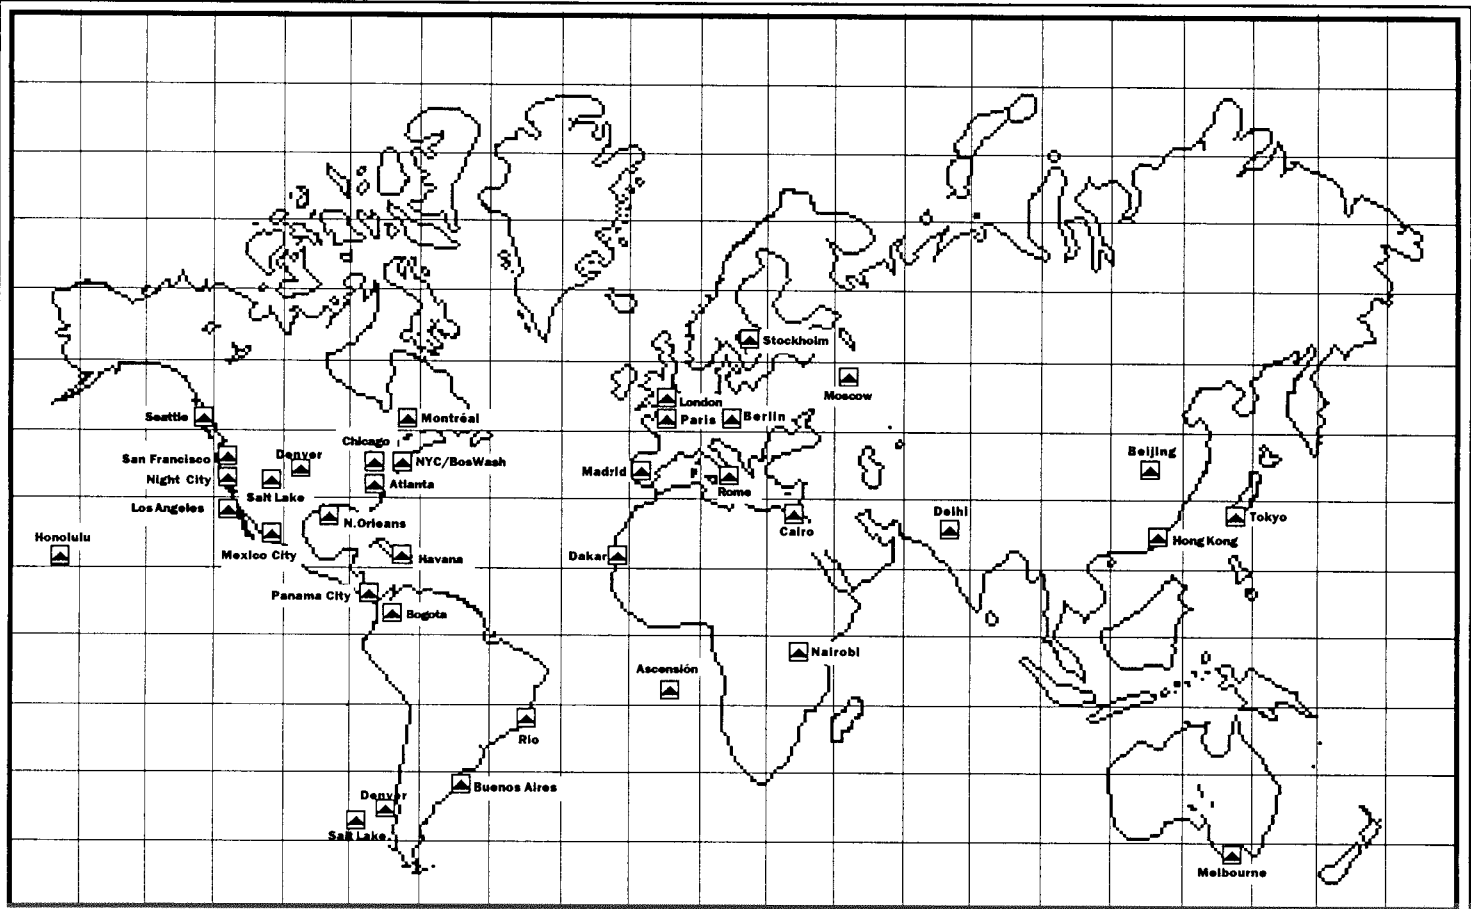 Stockholm
Moscow
London
Seattle
Montréal
Paris
Berlin
Chicago
San Francisco
Denver
NYC/BosWash
Beijing
Madrid
Night City
Atlanta
Rome
Salt Lake
Los Angeles
N.Orleans
Delhi
Tokyo
Cairo
Honolulu
Hong Kong
Mexico City
Havana
Dakar
Panama City
Bogota
Nairobi
Ascensión
Rio
Buenos Aires
Denver
Salt Lake
Melbourne